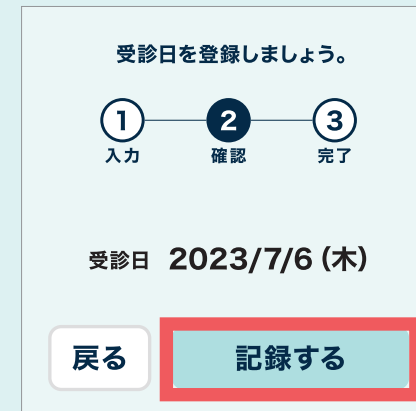 受診日を登録しましょう。
1 2 3
入力 確認 完了
受診日 2023/7/6（木）
戻る 記録する